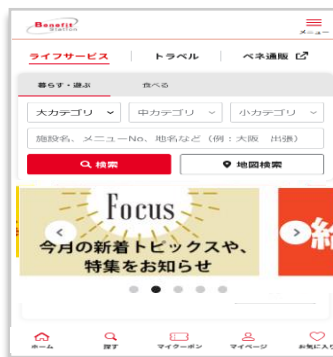 Benefit
Station
メニュー
ライフサービス
トラベル
ベネ通販
暮らす・遊ぶ
食べる
大カテゴリ
中カテゴリ
小カテゴリ
施設名、メニューNo、地名など（例：大阪 出張）
検索
地図検索
Focus
今月の新着トピックスや、
特集をお知らせ
ホーム
探す
マイクーポン
マイページ
お気に入り